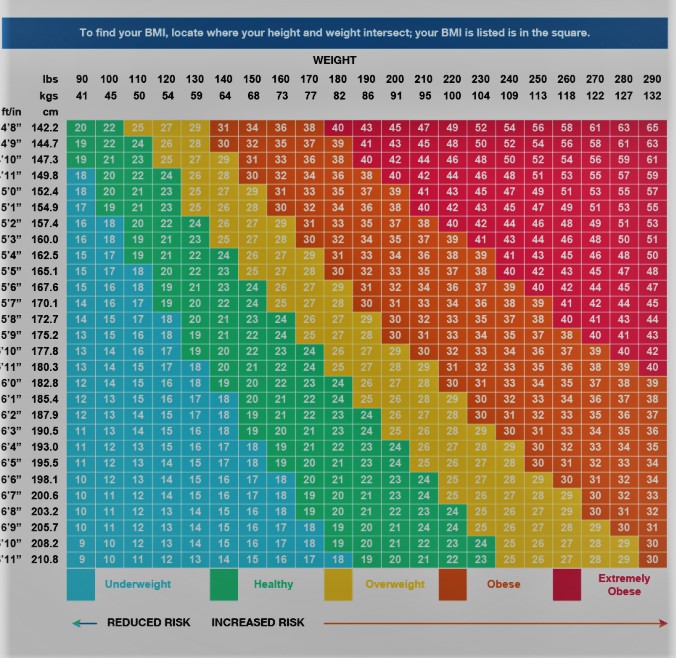 To find your BMI, locate where your height and weight intersect; your BMI is listed is in the square.
WEIGHT
lbs 90 100 110 120 130 140 150 160 170 180 190 200 210 220 230 240 250 260 270 280 290
kgs 41 45 50 54 59 64 68 73 77 82 86 91 95 100 104 109 113 118 122 127 132
ft/in cm
4'8” 142.2 20 22 25 27 29 31 34 36 38 40 43 45 47 49 52 54 56 58 61 63 65
4'9” 144.7 19 22 24 26 28 30 32 35 37 39 41 43 45 48 50 52 54 56 58 61 63
'10” 147.3 19 21 23 25 27 29 31 33 36 38 40 42 44 46 48 50 52 54 56 59 61
'11” 149.8 18 20 22 24 26 28 30 32 34 36 38 40 42 44 46 48 51 53 55 57 59
5'0” 152.4 18 20 21 23 25 27 29 31 33 35 37 39 41 43 45 47 49 51 53 55 57
5'1” 154.9 17 19 21 23 25 26 28 30 32 34 36 38 40 42 43 45 47 49 51 53 55
5'2” 157.4 16 18 20 22 24 26 27 29 31 33 35 37 38 40 42 44 46 48 49 51 53
5'3” 160.0 16 18 19 21 23 25 27 28 30 32 34 35 37 39 41 43 44 46 48 50 51
5'4” 162.5 15 17 19 21 22 24 26 27 29 31 33 34 36 38 39 41 43 45 46 48 50
5'5” 165.1 15 17 18 20 22 23 25 27 28 30 32 33 35 37 38 40 42 43 45 47 48
5'6” 167.6 15 16 18 19 21 23 24 26 27 29 31 32 34 36 37 39 40 42 44 45 47
5'7” 170.1 14 16 17 19 20 22 24 25 27 28 30 31 33 34 36 38 39 41 42 44 45
5'8” 172.7 14 15 17 18 20 21 23 24 26 27 29 30 32 33 35 37 38 40 41 43 44
5'9” 175.2 13 15 16 18 19 21 22 24 25 27 28 30 31 33 34 35 37 38 40 41 43
'10” 177.8 13 14 16 17 19 20 22 23 24 26 27 29 30 32 33 34 36 37 39 40 42
'11” 180.3 13 14 15 17 18 20 21 22 24 25 27 28 29 31 32 33 35 36 38 39 40
6'0” 182.8 12 14 15 16 18 19 20 22 23 24 26 27 28 30 31 33 34 35 37 38 39
6'1” 185.4 12 13 15 16 17 18 20 21 22 24 25 26 28 29 30 32 33 34 36 37 38
6'2” 187.9 12 13 14 15 17 18 19 21 22 23 24 26 27 28 30 31 32 33 35 36 37
6'3” 190.5 11 13 14 15 16 18 19 20 21 23 24 25 26 28 29 30 31 33 34 35 36
6'4” 193.0 11 12 13 15 16 17 18 19 21 22 23 24 26 27 28 29 30 32 33 34 35
6'5” 195.5 11 12 13 14 15 17 18 19 20 21 23 24 25 26 27 28 30 31 32 33 34
6'6” 198.1 10 12 13 14 15 16 17 18 20 21 22 23 24 25 27 28 29 30 31 32 34
6'7” 200.6 10 11 12 14 15 16 17 18 19 20 21 23 24 25 26 27 28 29 30 32 33
6'8” 203.2 10 11 12 13 14 15 16 18 19 20 21 22 23 24 25 26 27 29 30 31 32
6'9” 205.7 10 11 12 13 14 15 16 17 18 19 20 21 24 24 25 26 27 28 29 30 31
'10” 208.2 9 10 12 13 14 15 16 17 18 19 20 21 22 23 24 25 26 27 28 29 30
'11” 210.8 9 10 11 12 13 14 15 16 17 18 19 20 21 22 23 24 25 26 27 28 29 30
Underweight Healthy Overweight Obese Extremely Obese
REDUCED RISK INCREASED RISK